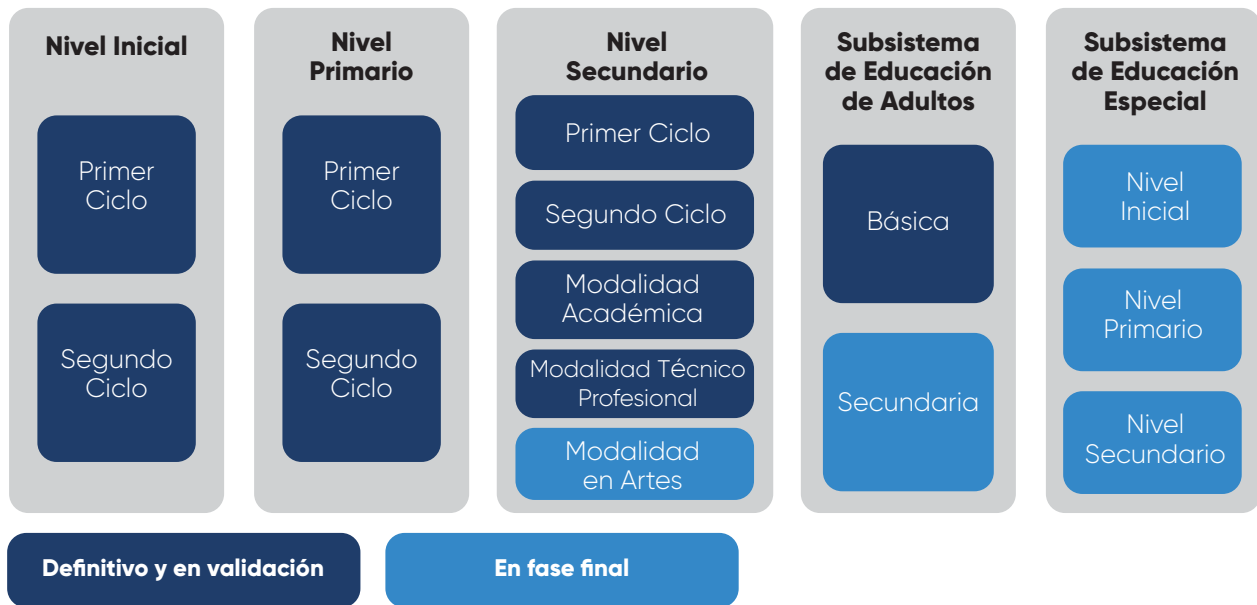 Nivel Inicial
Primer
Ciclo
Segundo
Ciclo
Nivel
Primario
Primer
Ciclo
Segundo
Ciclo
Nivel
Secundario
Primer Ciclo
Segundo Ciclo
Modalidad
Académica
Modalidad Técnico
Profesional
Modalidad
en Artes
Subsistema
de Educación
de Adultos
Básica
Secundaria
Subsistema
de Educación
Especial
Nivel
Inicial
Nivel
Primario
Nivel
Secundario
Definitivo y en validación
En fase final